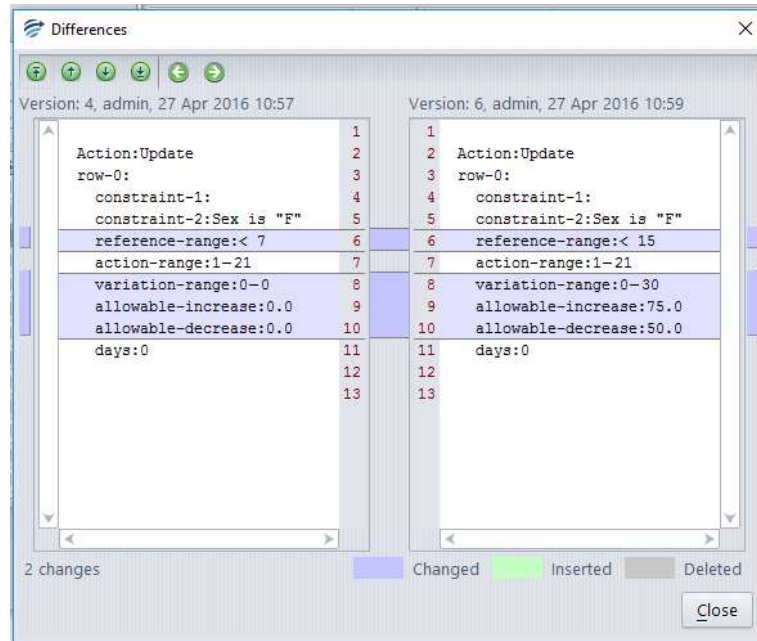 Differences
Version: 4, admin, 27 Apr 2016 10:57
Version: 6, admin, 27 Apr 2016 10:59
1
Action:Update 2
row-0: 3
constraint-1: 4
constraint-2:Sex is "F" 5
reference-range:< 7 6
action-range:1—21 7
variation-range:0—0 8
allowable-increase:0.0 9
allowable-decrease:0.0 10
days:0 11
12
13
1
2 Action:Update
3 row-0:
4 constraint-1:
5 constraint-2:Sex is "F"
6 reference-range:< 15
7 action-range:1—21
8 variation-range:0—30
9 allowable-increase:75.0
10 allowable-decrease:50.0
11 days:0
12
13
2 changes
Changed Inserted Deleted
Close